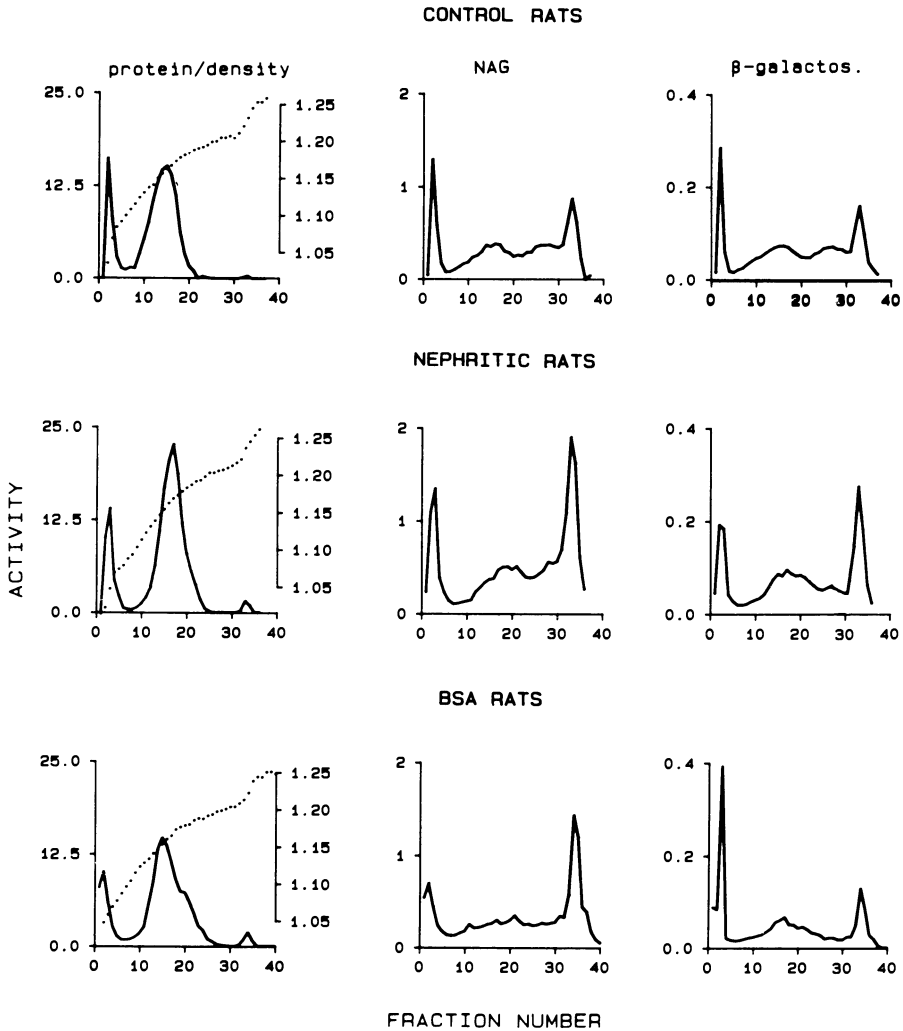 CONTROL RATS
protein/density NAG β-galactos.
25.0 12.5 0.0
1.25 1.20 1.15 1.10 1.05
0 10 20 30 40
2 1 0
0 10 20 30 40
0.4 0.2 0.0
0 10 20 30 40
NEPHRITIC RATS
ACTIVITY
25.0 12.5 0.0
1.25 1.20 1.15 1.10 1.05
0 10 20 30 40
2 1 0
0 10 20 30 40
0.4 0.2 0.0
0 10 20 30 40
BSA RATS
25.0 12.5 0.0
1.25 1.20 1.15 1.10 1.05
0 10 20 30 40
2 1 0
0 10 20 30 40
0.4 0.2 0.0
0 10 20 30 40
FRACTION NUMBER